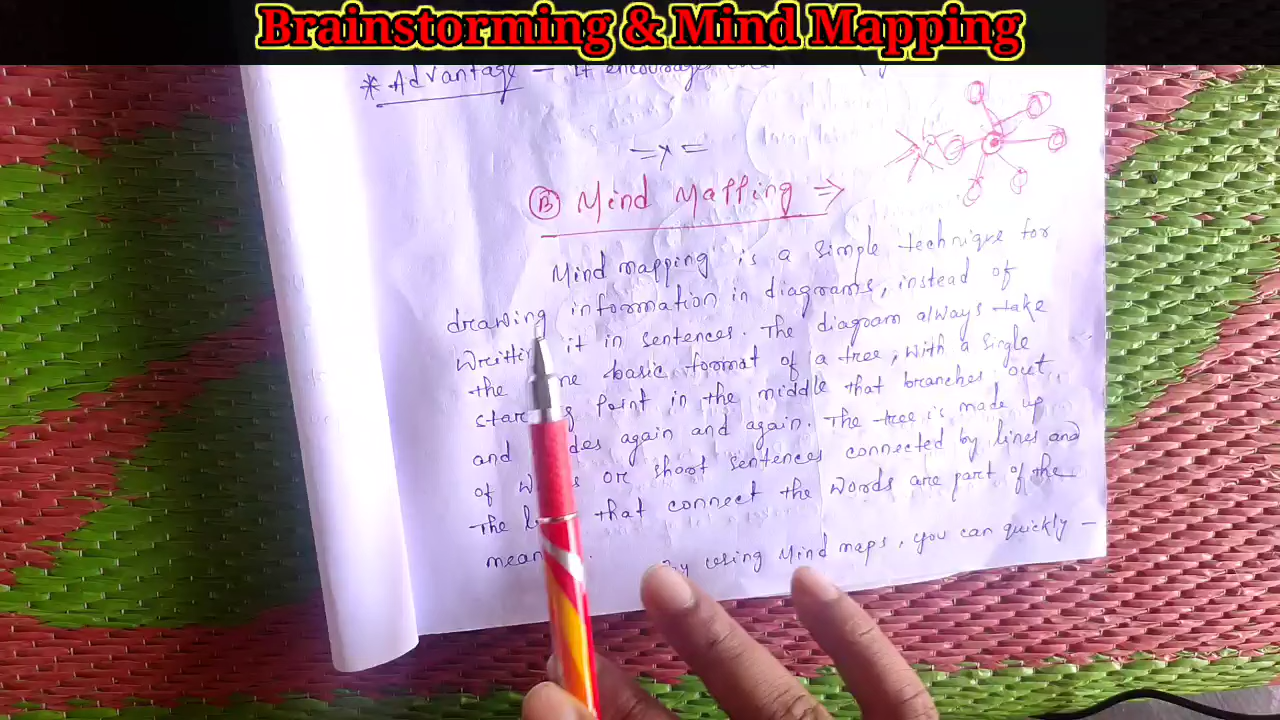 Brainstorming & Mind Mapping
* Advantage - It encourages
(B) Mind Mapping ⇒
Mind mapping is a simple technique for
drawing information in diagrams, instead of
it in sentences. The diagram always take
the basic format of a tree, with a single
point in the middle that branches out
and again and again. The tree is made up
of or short sentences connected by lines and
The that connect the words are part of the
using Mind maps, you can quickly -